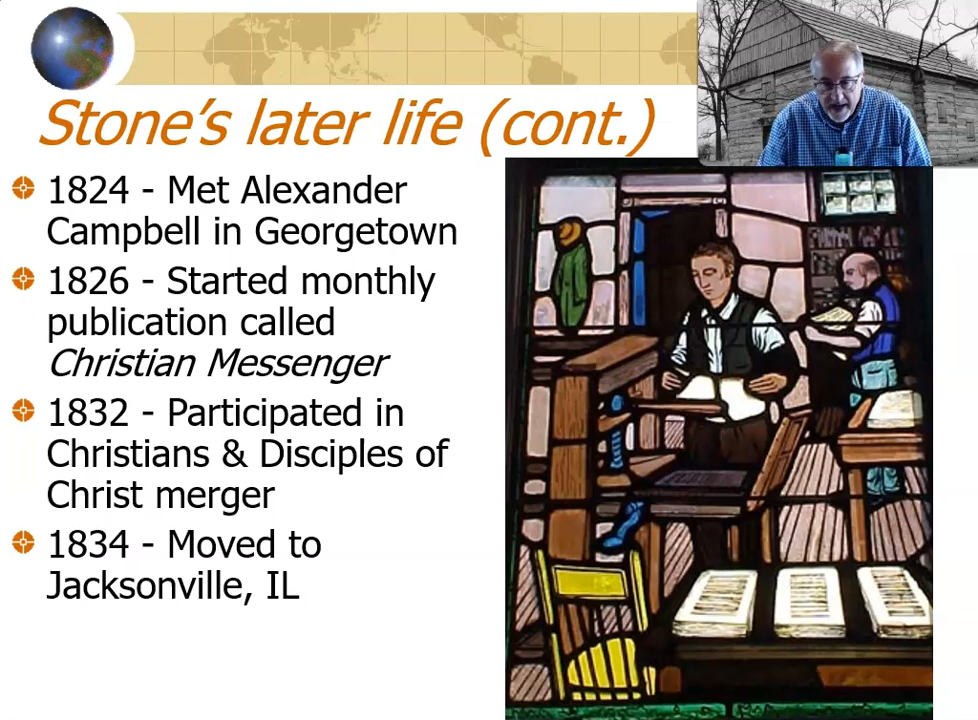 Stone's later life (cont.)
1824 - Met Alexander
Campbell in Georgetown
1826 - Started monthly
publication called
Christian Messenger
1832 - Participated in
Christians & Disciples of
Christ merger
1834 - Moved to
Jacksonville, IL